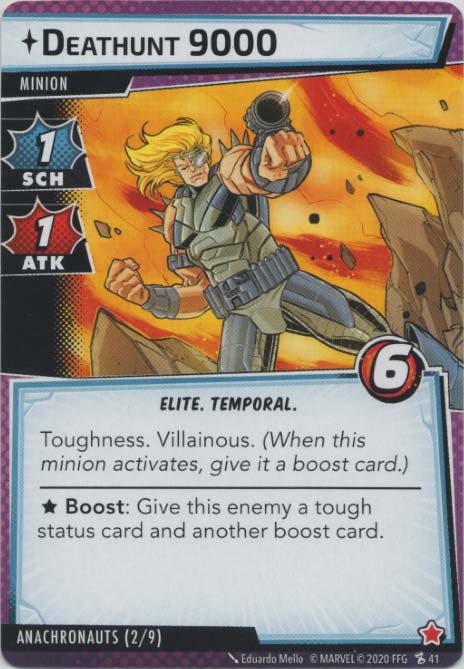 DEATHUNT 9000
MINION
1
SCH
1
ATK
6
ELITE. TEMPORAL.
Toughness. Villainous. (When this
minion activates, give it a boost card.)
★ Boost: Give this enemy a tough
status card and another boost card.
ANACHRONAUTS (2/9)
Eduardo Mello © MARVEL © 2020 FFG 41